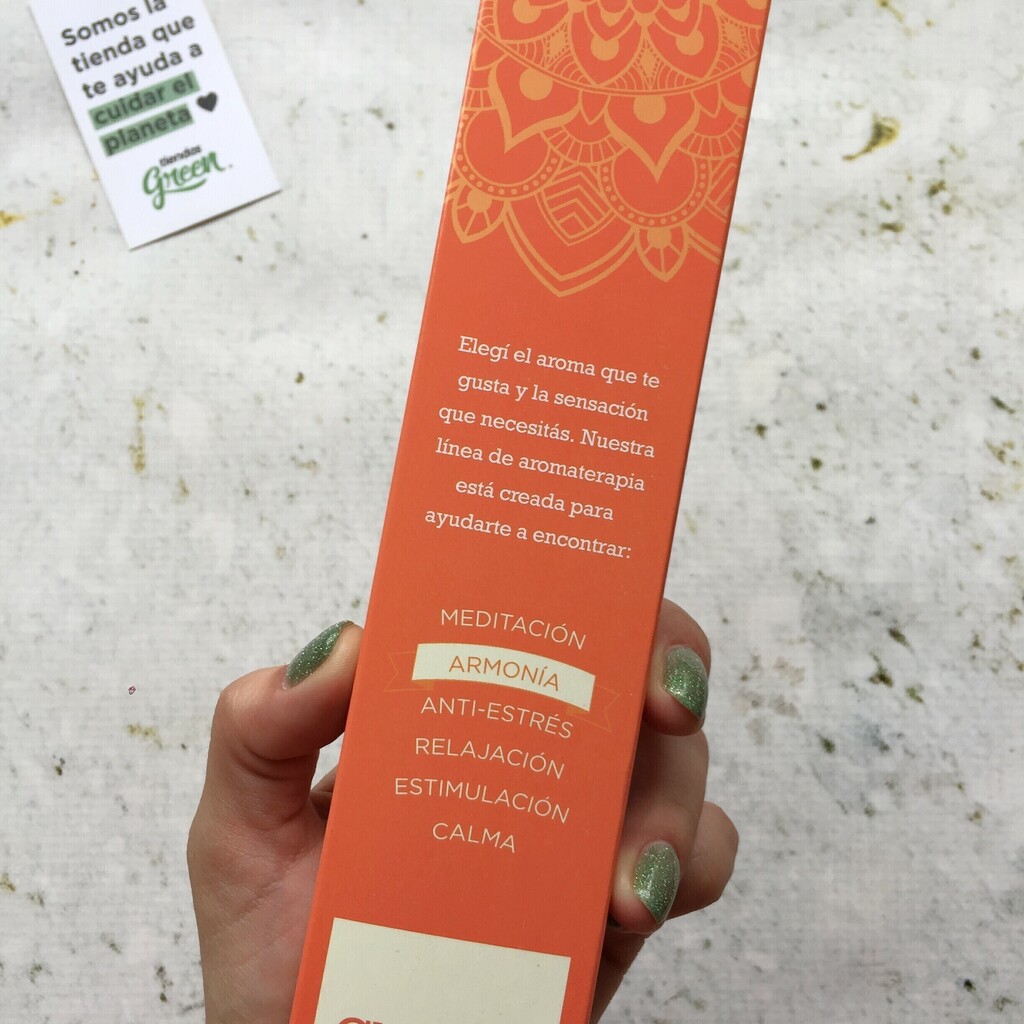 Somos la
tienda que
te ayuda a
cuidar el
planeta
tiendas
green
Elegí el aroma que te
gusta y la sensación
que necesitás. Nuestra
línea de aromaterapia
está creada para
ayudarte a encontrar:
MEDITACIÓN
ARMONÍA
ANTI-ESTRÉS
RELAJACIÓN
ESTIMULACIÓN
CALMA